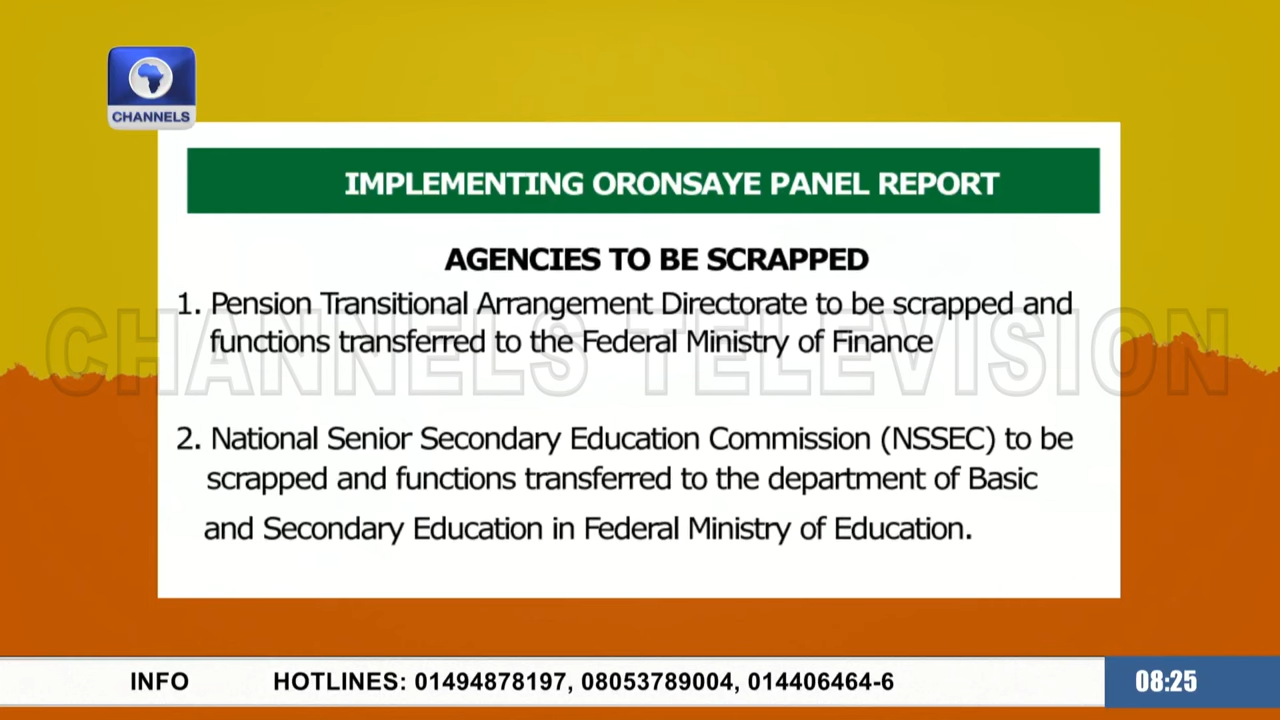 CHANNELS
IMPLEMENTING ORONSAYE PANEL REPORT
AGENCIES TO BE SCRAPPED
1. Pension Transitional Arrangement Directorate to be scrapped and
functions transferred to the Federal Ministry of Finance
CHANNELS TELEVISION
2. National Senior Secondary Education Commission (NSSEC) to be
scrapped and functions transferred to the department of Basic
and Secondary Education in Federal Ministry of Education.
INFO HOTLINES: 01494878197, 08053789004, 014406464-6 08:25